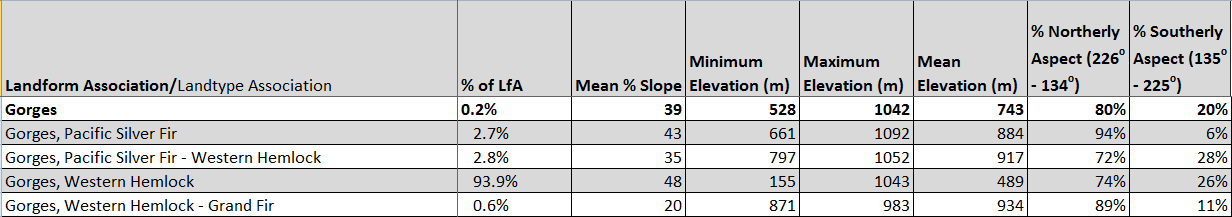 Landform Association/Landtype Association % of LfA Mean % Slope Minimum Elevation (m) Maximum Elevation (m) Mean Elevation (m) % Northerly Aspect (226° - 134°) % Southerly Aspect (135° - 225°)
Gorges 0.2% 39 528 1042 743 80% 20%
Gorges, Pacific Silver Fir 2.7% 43 661 1092 884 94% 6%
Gorges, Pacific Silver Fir - Western Hemlock 2.8% 35 797 1052 917 72% 28%
Gorges, Western Hemlock 93.9% 48 155 1043 489 74% 26%
Gorges, Western Hemlock - Grand Fir 0.6% 20 871 983 934 89% 11%